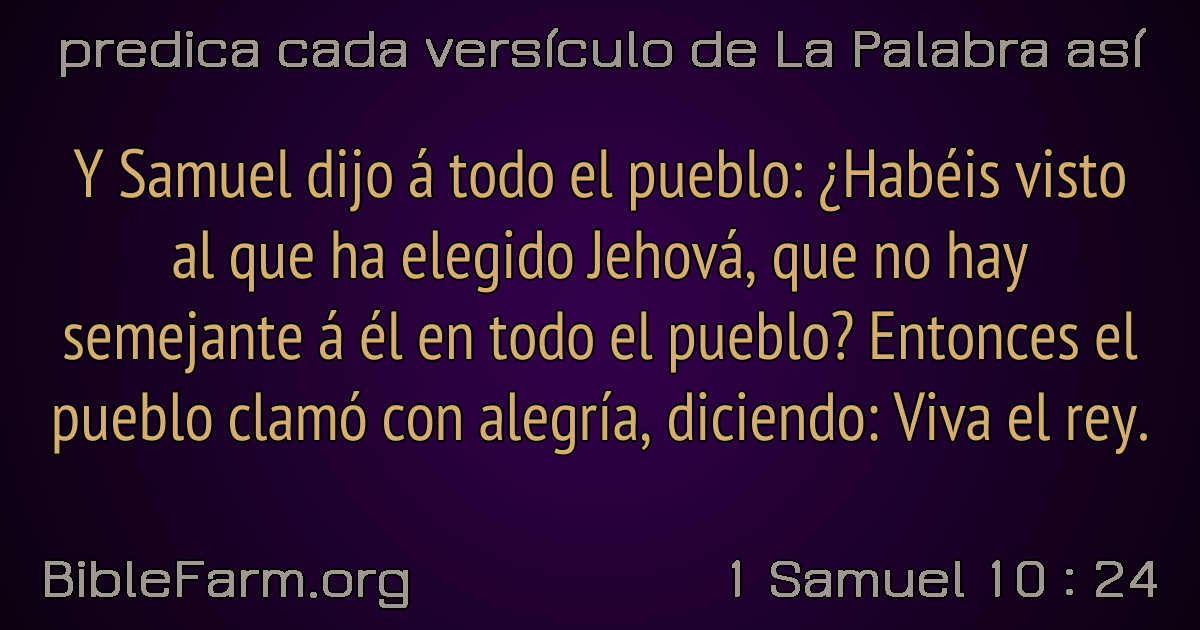 predica cada versículo de La Palabra así
Y Samuel dijo á todo el pueblo: ¿Habéis visto
al que ha elegido Jehová, que no hay
semejante á él en todo el pueblo? Entonces el
pueblo clamó con alegría, diciendo: Viva el rey.
BibleFarm.org 1 Samuel 10 : 24